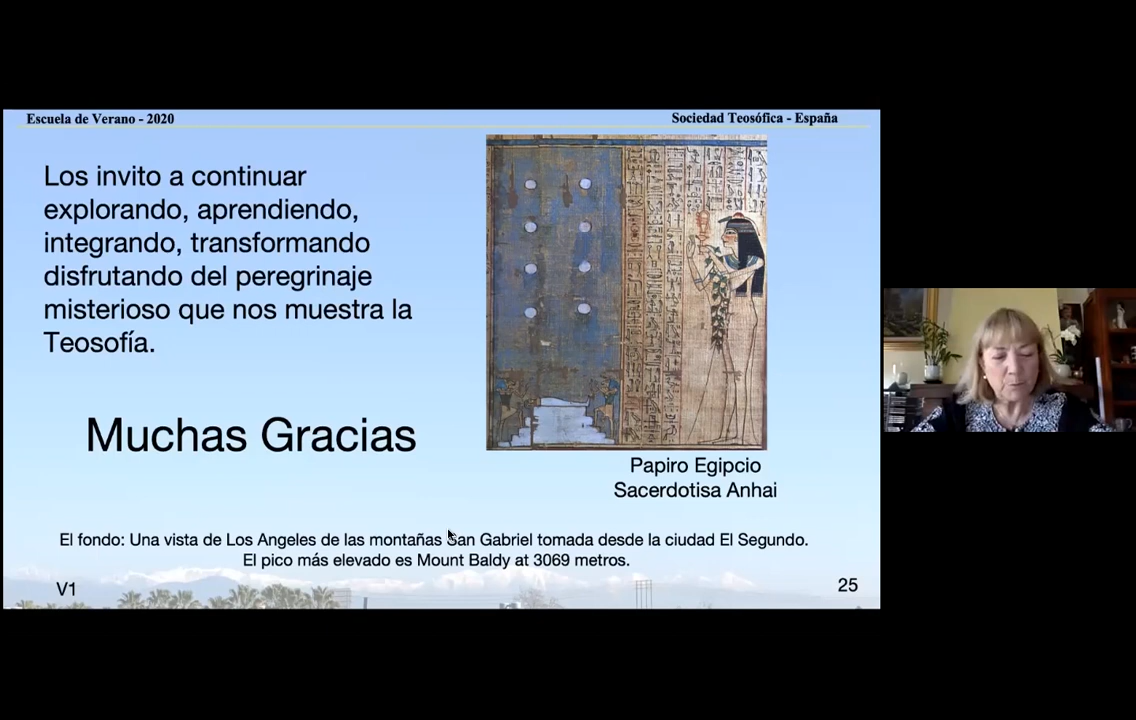 Escuela de Verano - 2020
Sociedad Teosófica - España
Los invito a continuar
explorando, aprendiendo,
integrando, transformando
disfrutando del peregrinaje
misterioso que nos muestra la
Teosofía.
Muchas Gracias
Papiro Egipcio
Sacerdotisa Anhai
El fondo: Una vista de Los Angeles de las montañas San Gabriel tomada desde la ciudad El Segundo.
El pico más elevado es Mount Baldy at 3069 metros.
V1
25